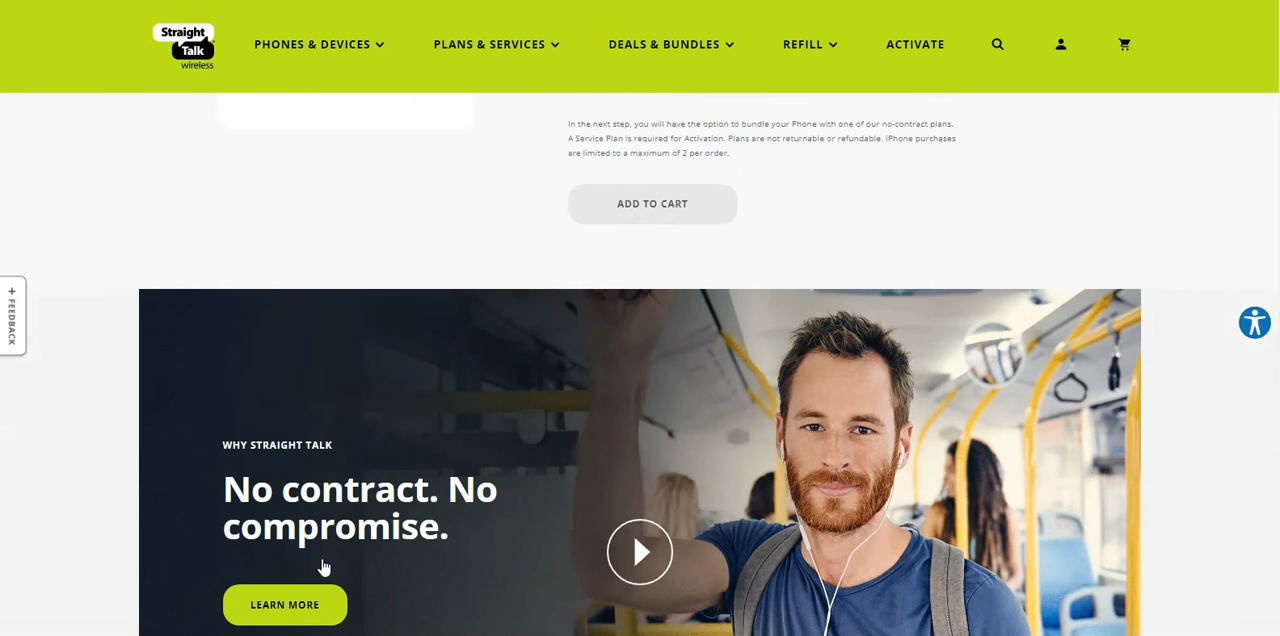 Straight
Talk
wireless
PHONES & DEVICES
PLANS & SERVICES
DEALS & BUNDLES
REFILL
ACTIVATE
In the next step, you will have the option to bundle your Phone with one of our no-contract plans.
A Service Plan is required for Activation. Plans are not returnable or refundable. iPhone purchases
are limited to a maximum of 2 per order.
ADD TO CART
+ FEEDBACK
WHY STRAIGHT TALK
No contract. No
compromise.
LEARN MORE